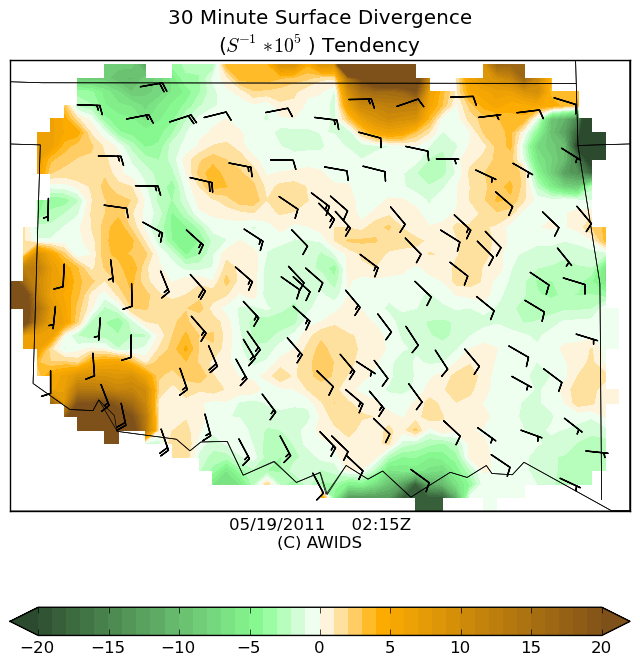 30 Minute Surface Divergence
(S⁻¹ * 10⁵ ) Tendency
05/19/2011 02:15Z
(C) AWIDS
−20 −15 −10 −5 0 5 10 15 20